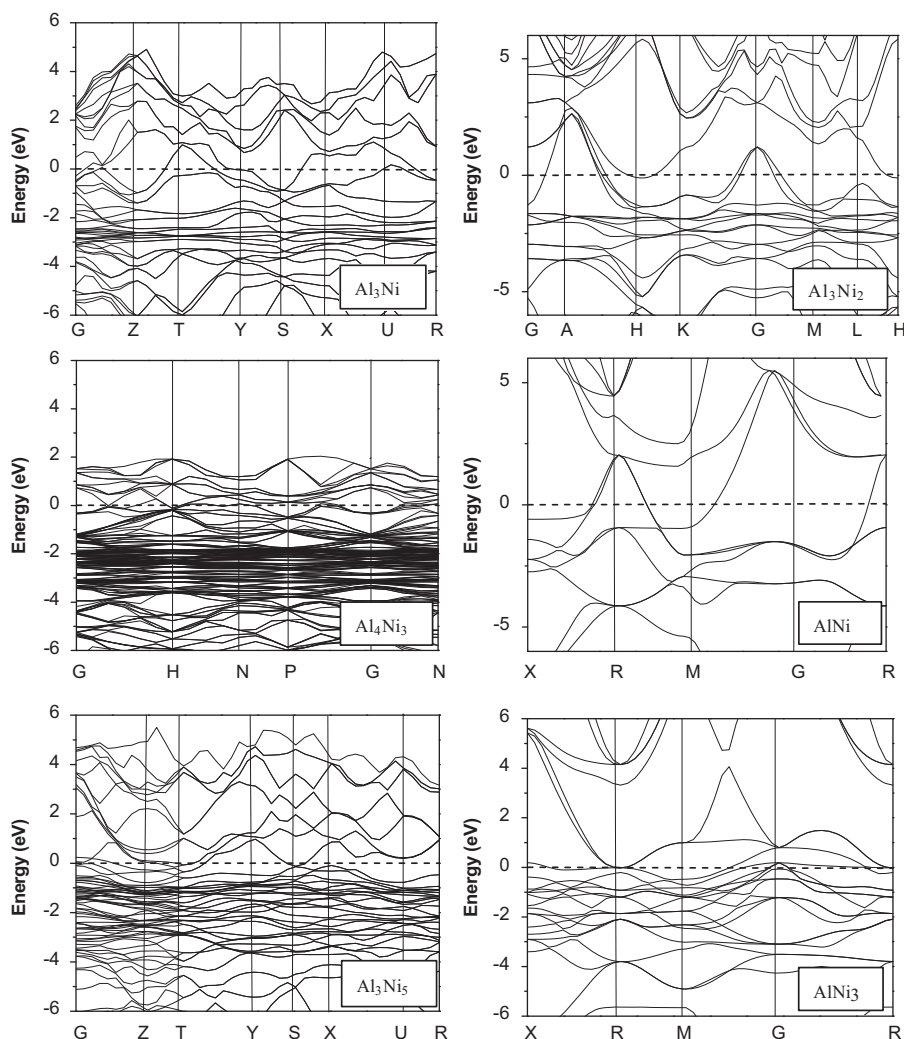 6
4
2
0
-2
-4
-6
Energy (eV)
Al3Ni
G Z T Y S X U R
5
0
-5
Energy (eV)
Al3Ni2
G A H K G M L H
6
4
2
0
-2
-4
-6
Energy (eV)
Al4Ni3
G H N P G N
5
0
-5
Energy (eV)
AlNi
X R M G R
6
4
2
0
-2
-4
-6
Energy (eV)
Al3Ni5
G Z T Y S X U R
6
4
2
0
-2
-4
-6
Energy (eV)
AlNi3
X R M G R